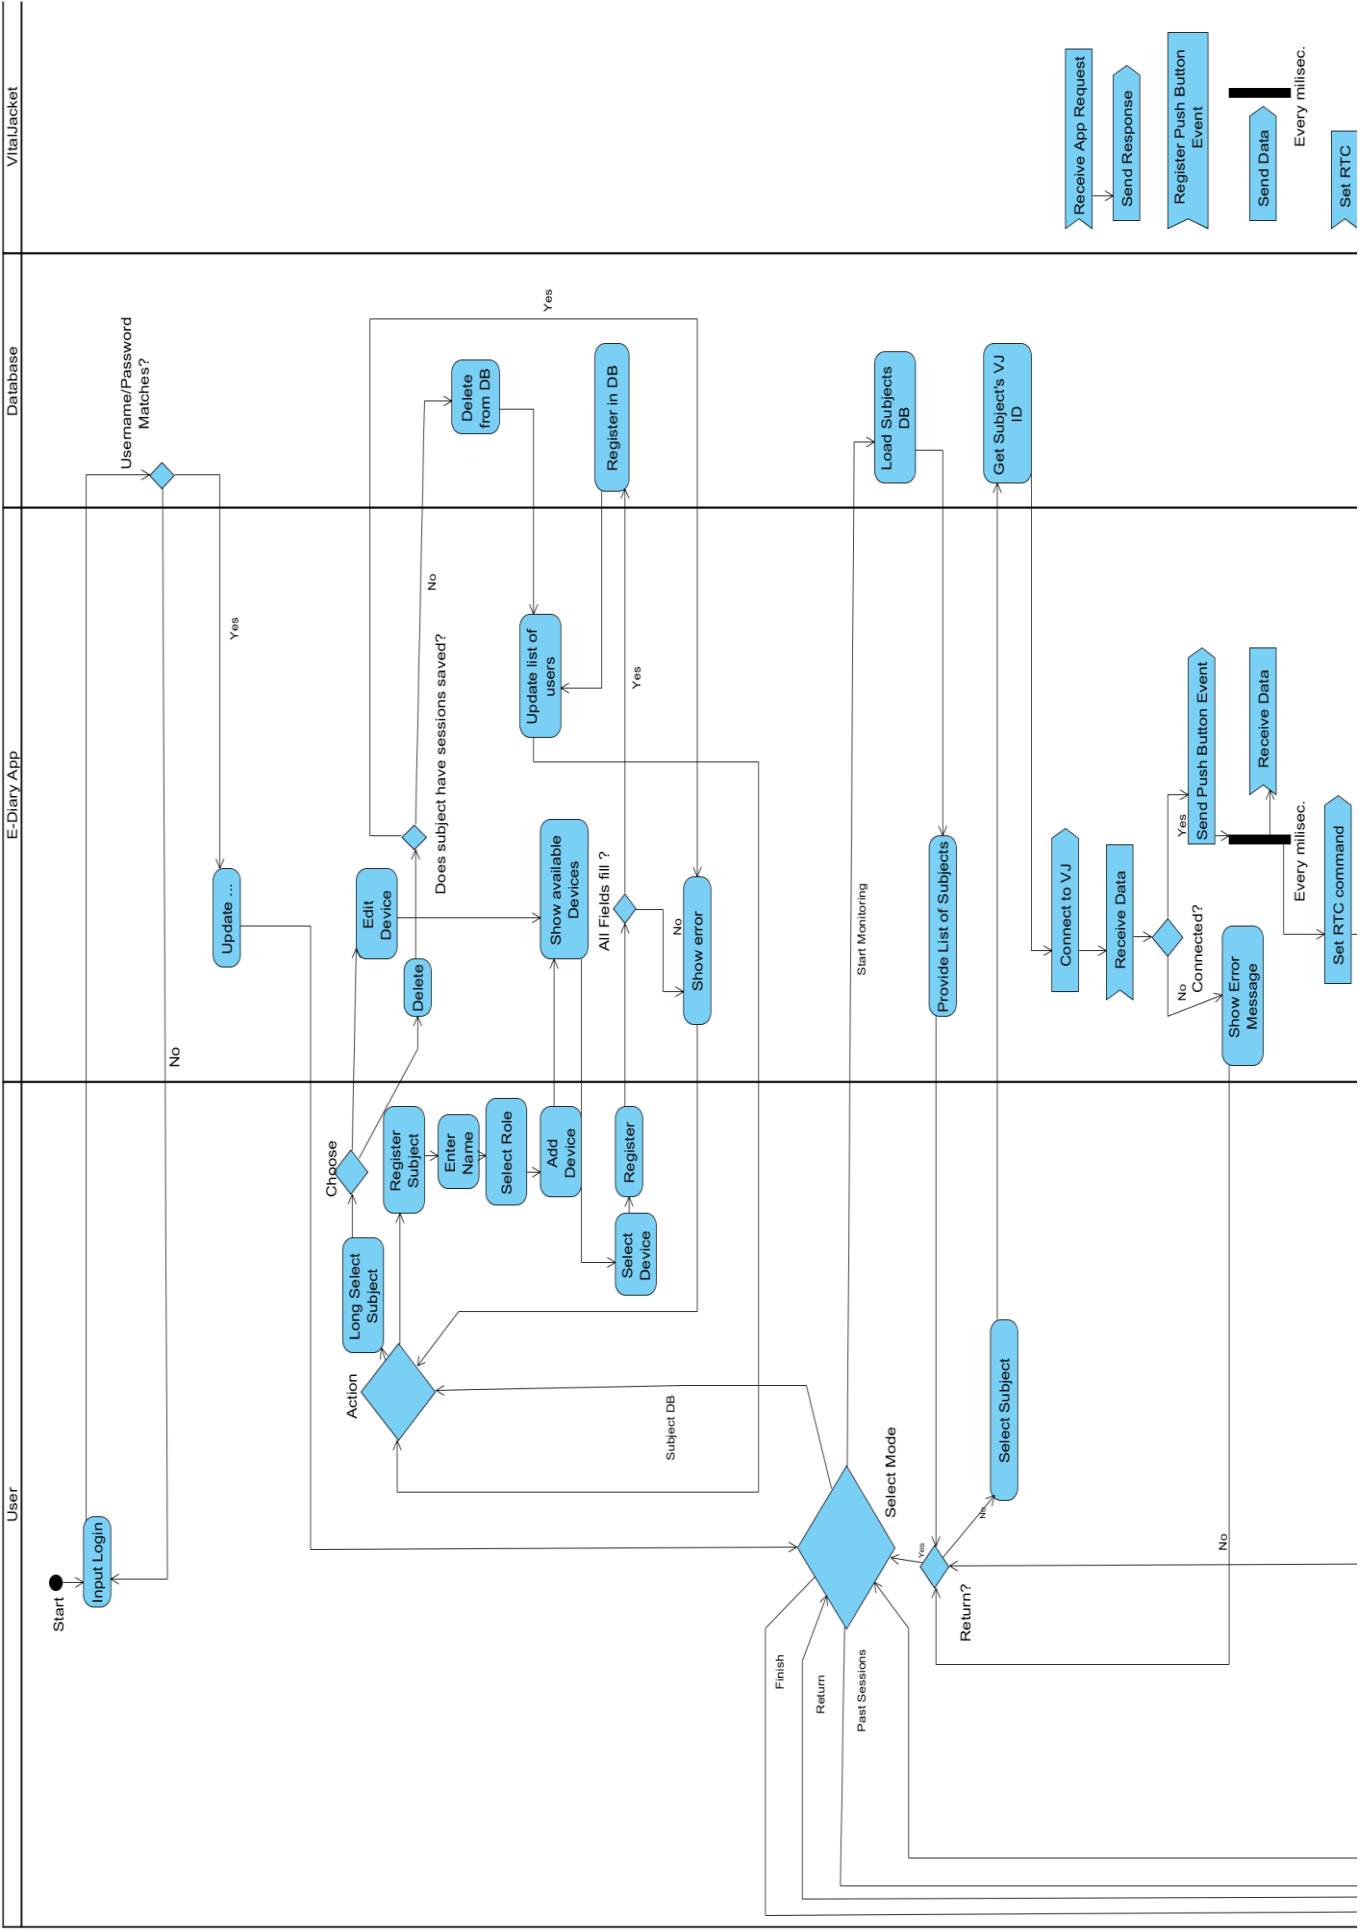 User
E-Diary App
Database
VItalJacket
Start
Input Login
Username/Password
Matches?
No
Yes
Update ...
Action
Long Select
Subject
Choose
Edit
Device
Delete
Does subject have sessions saved?
No
Yes
Delete
from DB
Register
Subject
Enter
Name
Select Role
Add
Device
Show available
Devices
Update list of
users
Select
Device
Register
All Fields fill ?
Yes
No
Register in DB
Show error
Subject DB
Select Mode
Finish
Return
Past Sessions
Start Monitoring
Load Subjects
DB
Provide List of Subjects
Return?
Yes
No
Select Subject
Get Subject's VJ
ID
Connect to VJ
Receive Data
Connected?
No
Yes
Show Error
Message
No
Send Push Button Event
Receive Data
Every milisec.
Set RTC command
Receive App Request
Send Response
Register Push Button
Event
Send Data
Every milisec.
Set RTC